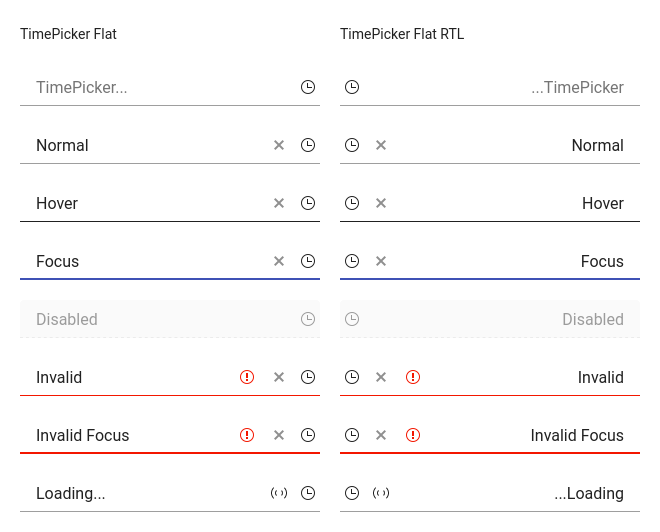 TimePicker Flat
TimePicker...
Normal
Hover
Focus
Disabled
Invalid
Invalid Focus
Loading...
TimePicker Flat RTL
...TimePicker
Normal
Hover
Focus
Disabled
Invalid
Invalid Focus
...Loading